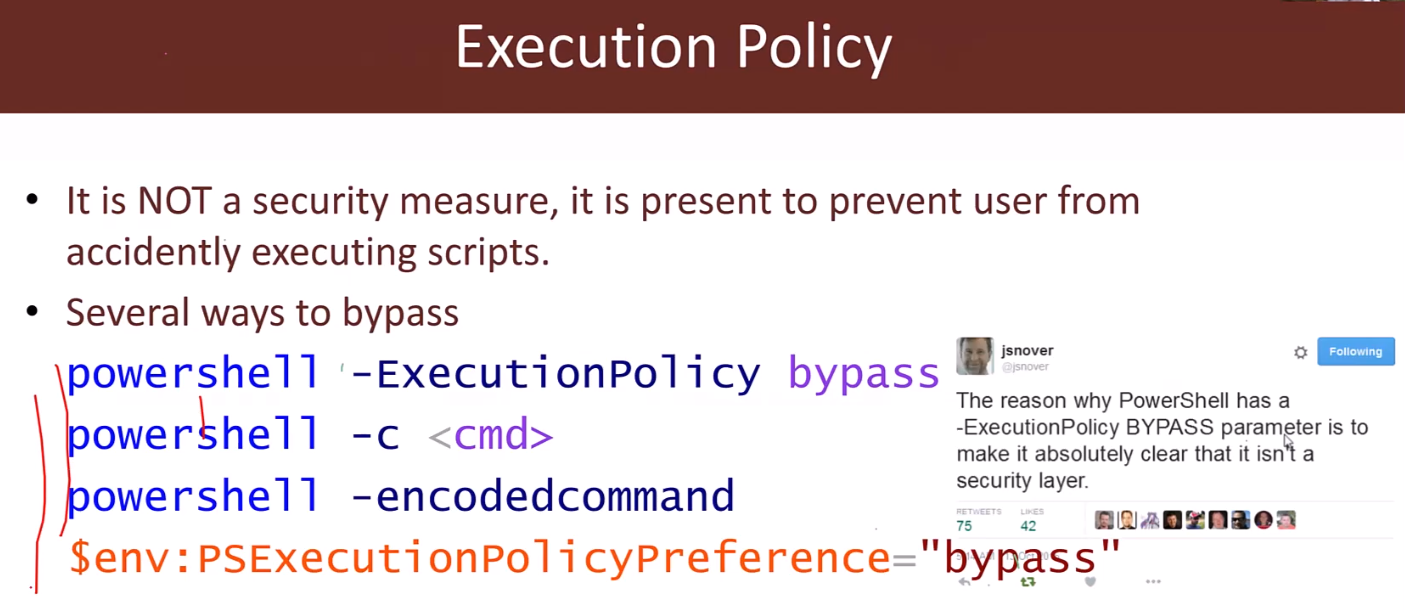 Execution Policy
• It is NOT a security measure, it is present to prevent user from
accidently executing scripts.
• Several ways to bypass
powershell -ExecutionPolicy bypass
powershell -c <cmd>
powershell -encodedcommand
$env:PSExecutionPolicyPreference="bypass"
jsnover
@jsnover
Following
The reason why PowerShell has a
-ExecutionPolicy BYPASS parameter is to
make it absolutely clear that it isn't a
security layer.
RETWEETS LIKES
75 42